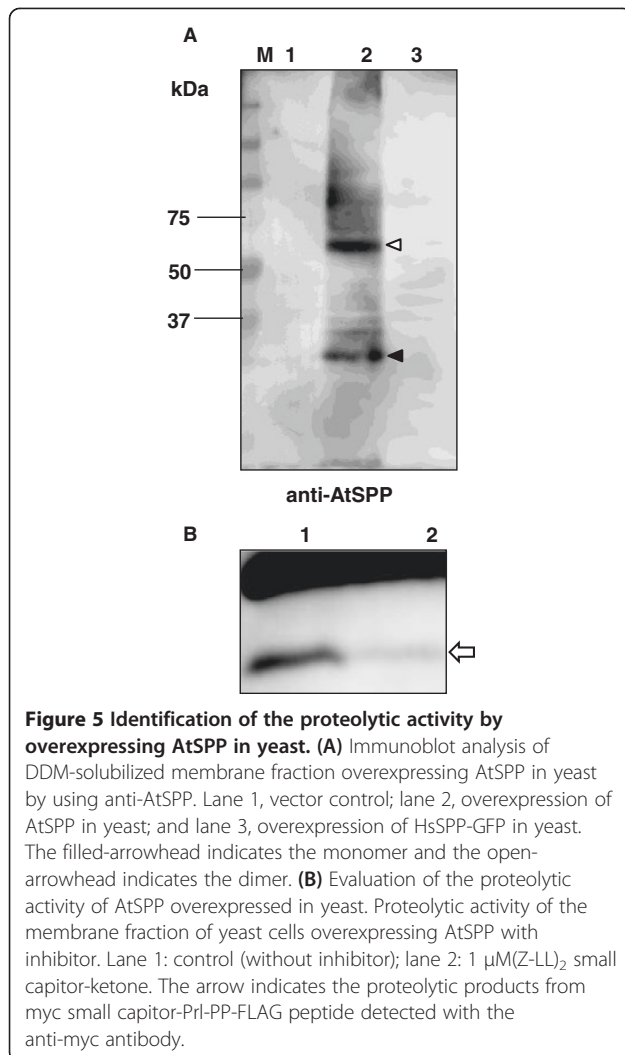 A
M 1 2 3
kDa
75
50
37
anti-AtSPP
B 1 2
Figure 5 Identification of the proteolytic activity by
overexpressing AtSPP in yeast. (A) Immunoblot analysis of
DDM-solubilized membrane fraction overexpressing AtSPP in yeast
by using anti-AtSPP. Lane 1, vector control; lane 2, overexpression of
AtSPP in yeast; and lane 3, overexpression of HsSPP-GFP in yeast.
The filled-arrowhead indicates the monomer and the open-
arrowhead indicates the dimer. (B) Evaluation of the proteolytic
activity of AtSPP overexpressed in yeast. Proteolytic activity of the
membrane fraction of yeast cells overexpressing AtSPP with
inhibitor. Lane 1: control (without inhibitor); lane 2: 1 μM(Z-LL)₂ small
capitor-ketone. The arrow indicates the proteolytic products from
myc small capitor-Prl-PP-FLAG peptide detected with the
anti-myc antibody.